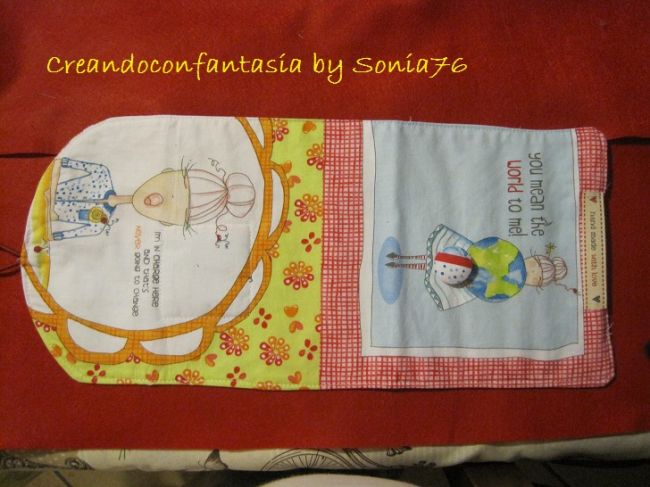 Creandoconfantasia by Sonia76
you mean the
world to me!
hand made with love
I'M IN CHARGE HERE
AND THAT'S
NEVER GOING TO CHANGE